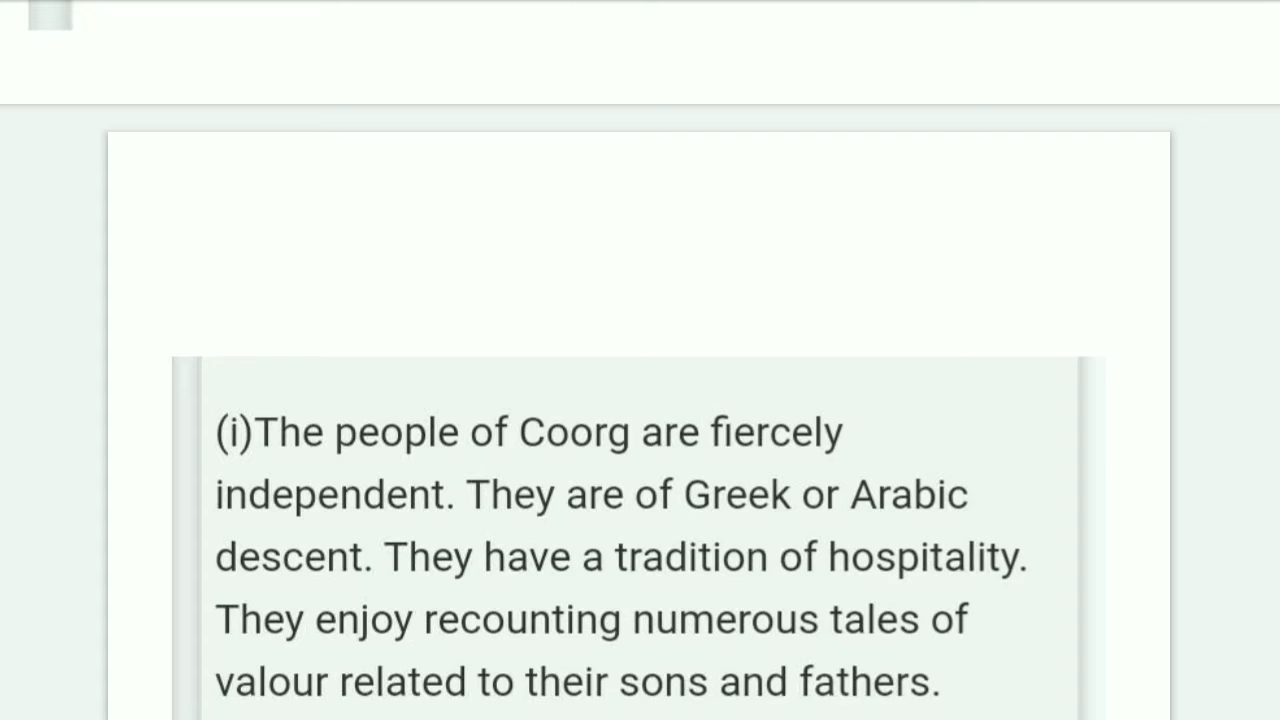 (i)The people of Coorg are fiercely
independent. They are of Greek or Arabic
descent. They have a tradition of hospitality.
They enjoy recounting numerous tales of
valour related to their sons and fathers.